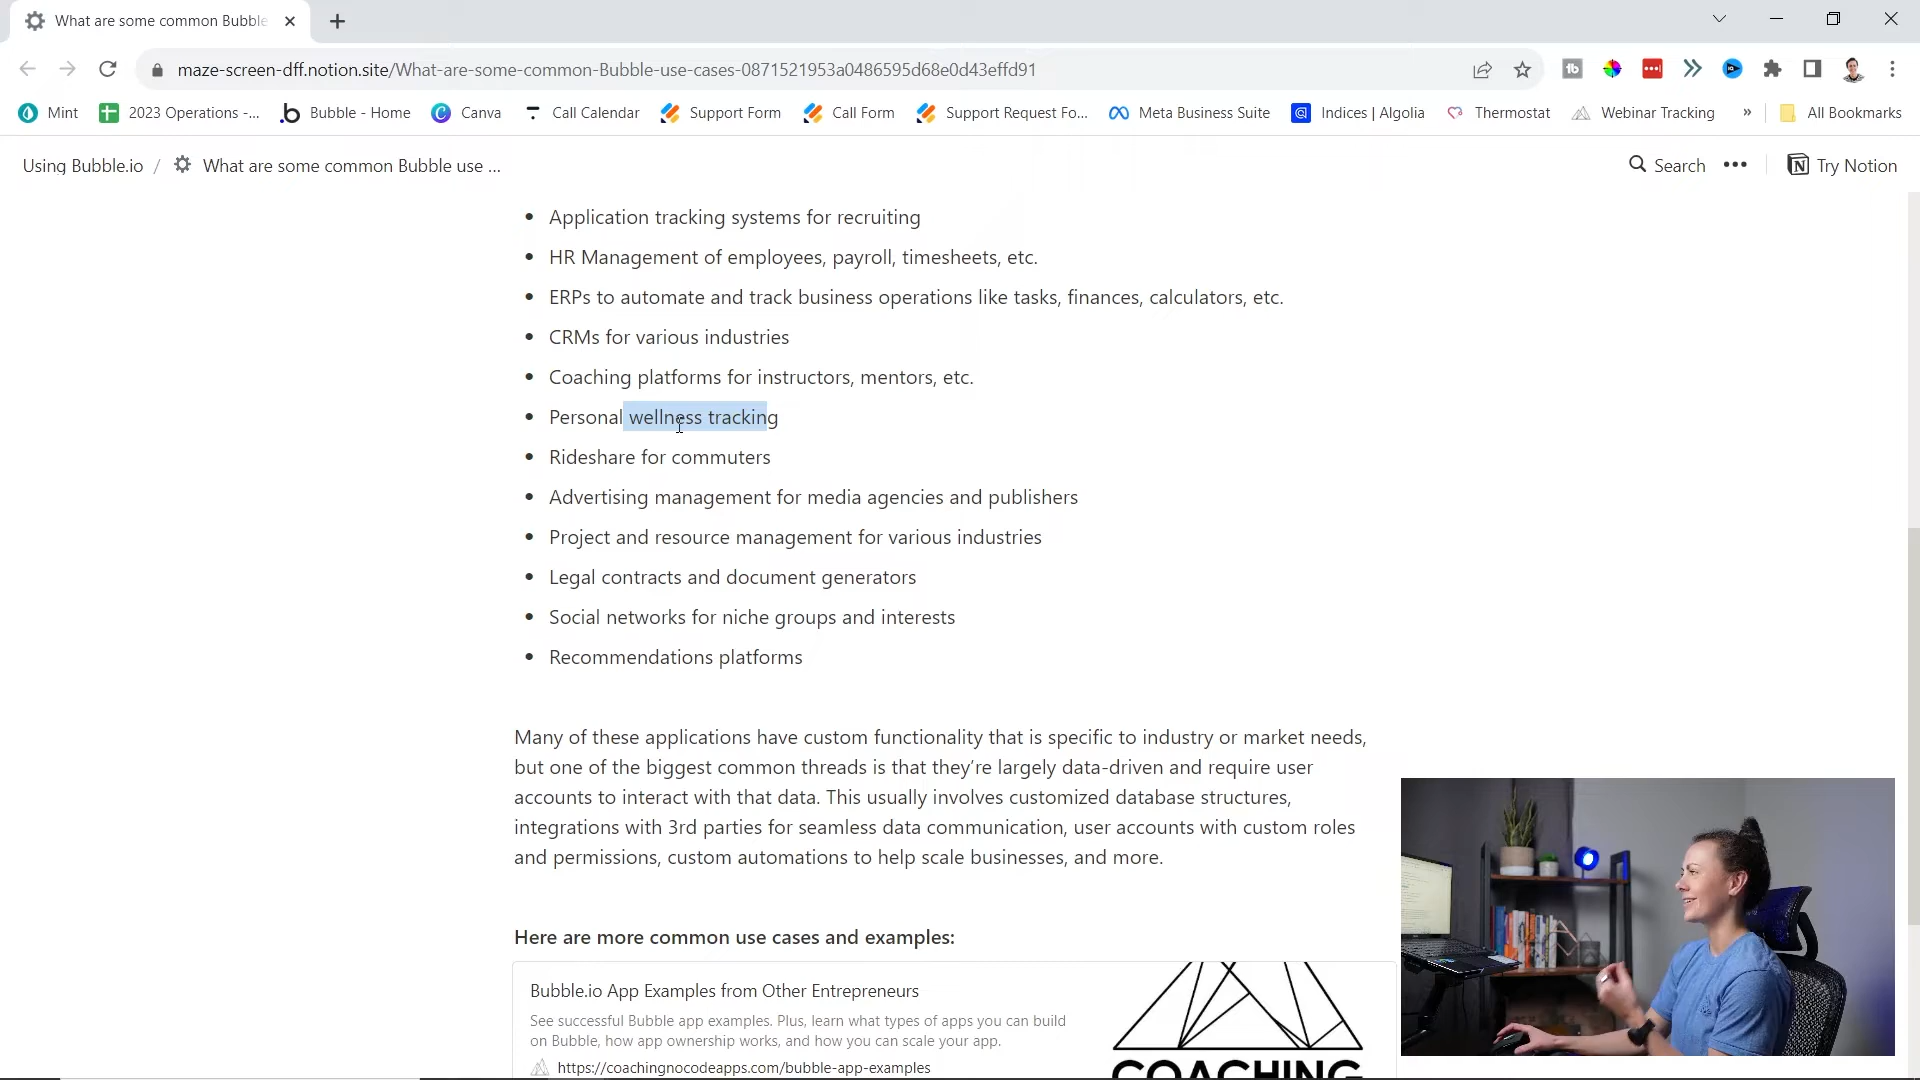 What are some common Bubble
maze-screen-dff.notion.site/What-are-some-common-Bubble-use-cases-0871521953a0486595d68e0d43effd91
Mint 2023 Operations -... Bubble - Home Canva Call Calendar Support Form Call Form Support Request Fo... Meta Business Suite Indices | Algolia Thermostat Webinar Tracking » All Bookmarks
Using Bubble.io / What are some common Bubble use ... Search Try Notion
• Application tracking systems for recruiting
• HR Management of employees, payroll, timesheets, etc.
• ERPs to automate and track business operations like tasks, finances, calculators, etc.
• CRMs for various industries
• Coaching platforms for instructors, mentors, etc.
• Personal wellness tracking
• Rideshare for commuters
• Advertising management for media agencies and publishers
• Project and resource management for various industries
• Legal contracts and document generators
• Social networks for niche groups and interests
• Recommendations platforms
Many of these applications have custom functionality that is specific to industry or market needs,
but one of the biggest common threads is that they’re largely data-driven and require user
accounts to interact with that data. This usually involves customized database structures,
integrations with 3rd parties for seamless data communication, user accounts with custom roles
and permissions, custom automations to help scale businesses, and more.
Here are more common use cases and examples:
Bubble.io App Examples from Other Entrepreneurs
See successful Bubble app examples. Plus, learn what types of apps you can build
on Bubble, how app ownership works, and how you can scale your app.
https://coachingnocodeapps.com/bubble-app-examples
COACHING